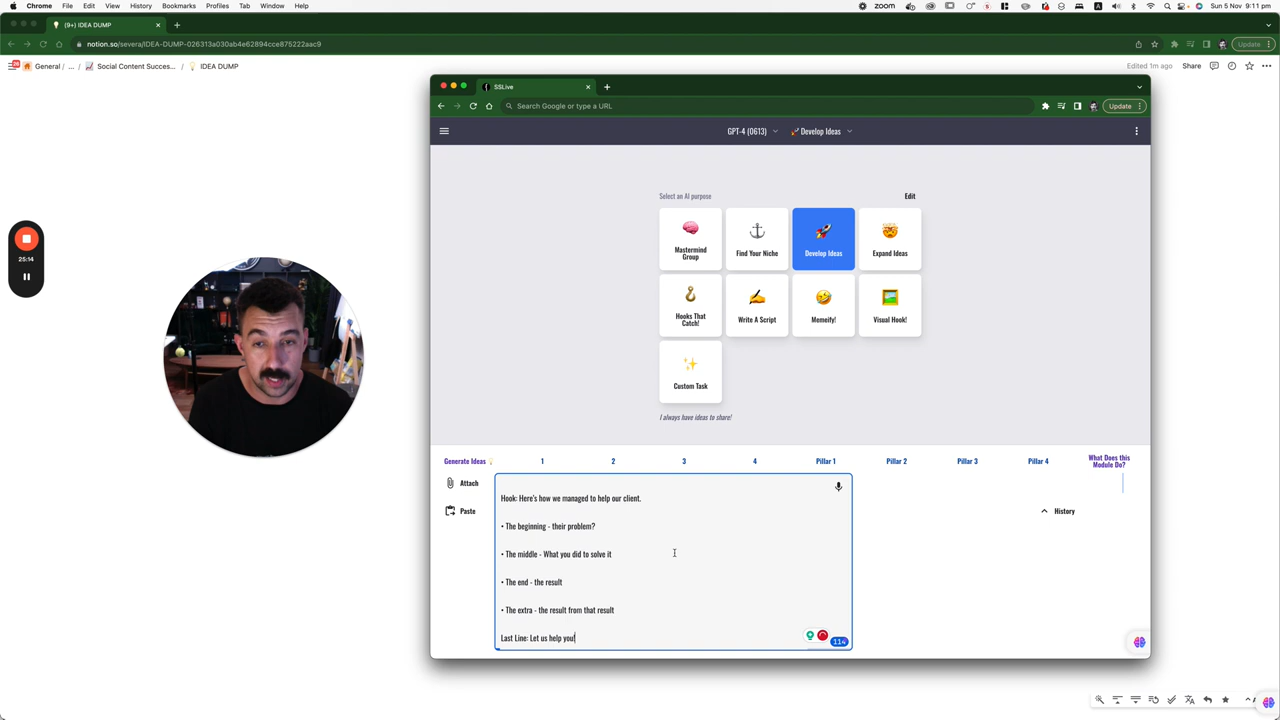 Chrome File Edit View History Bookmarks Profiles Tab Window Help
zoom
Sun 5 Nov 9:11 pm
(9+) IDEA DUMP
notion.so/severa/IDEA-DUMP-026313a030ab4e62894cce875222aac9
Update
General / ... / Social Content Succes... / IDEA DUMP
Edited 1m ago Share
SSLive
Search Google or type a URL
Update
GPT-4 (0613) Develop Ideas
Select an AI purpose Edit
Mastermind Group
Find Your Niche
Develop Ideas
Expand Ideas
Hooks That Catch!
Write A Script
Memeify!
Visual Hook!
Custom Task
I always have ideas to share!
25:14
Generate Ideas 1 2 3 4 Pillar 1 Pillar 2 Pillar 3 Pillar 4 What Does this Module Do?
Attach
Paste
History
Hook: Here's how we managed to help our client.
• The beginning - their problem?
• The middle - What you did to solve it
• The end - the result
• The extra - the result from that result
Last Line: Let us help you!
114